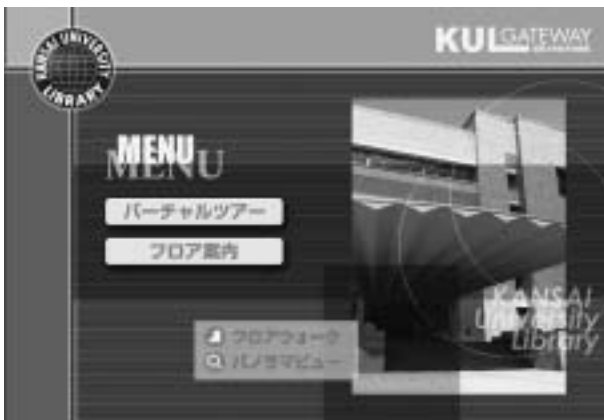 KANSAI UNIVERSITY
LIBRARY
KUL GATEWAY
MENU
MENU
バーチャルツアー
フロア案内
フロアウォーク
パノラマビュー
KANSAI
University
Library